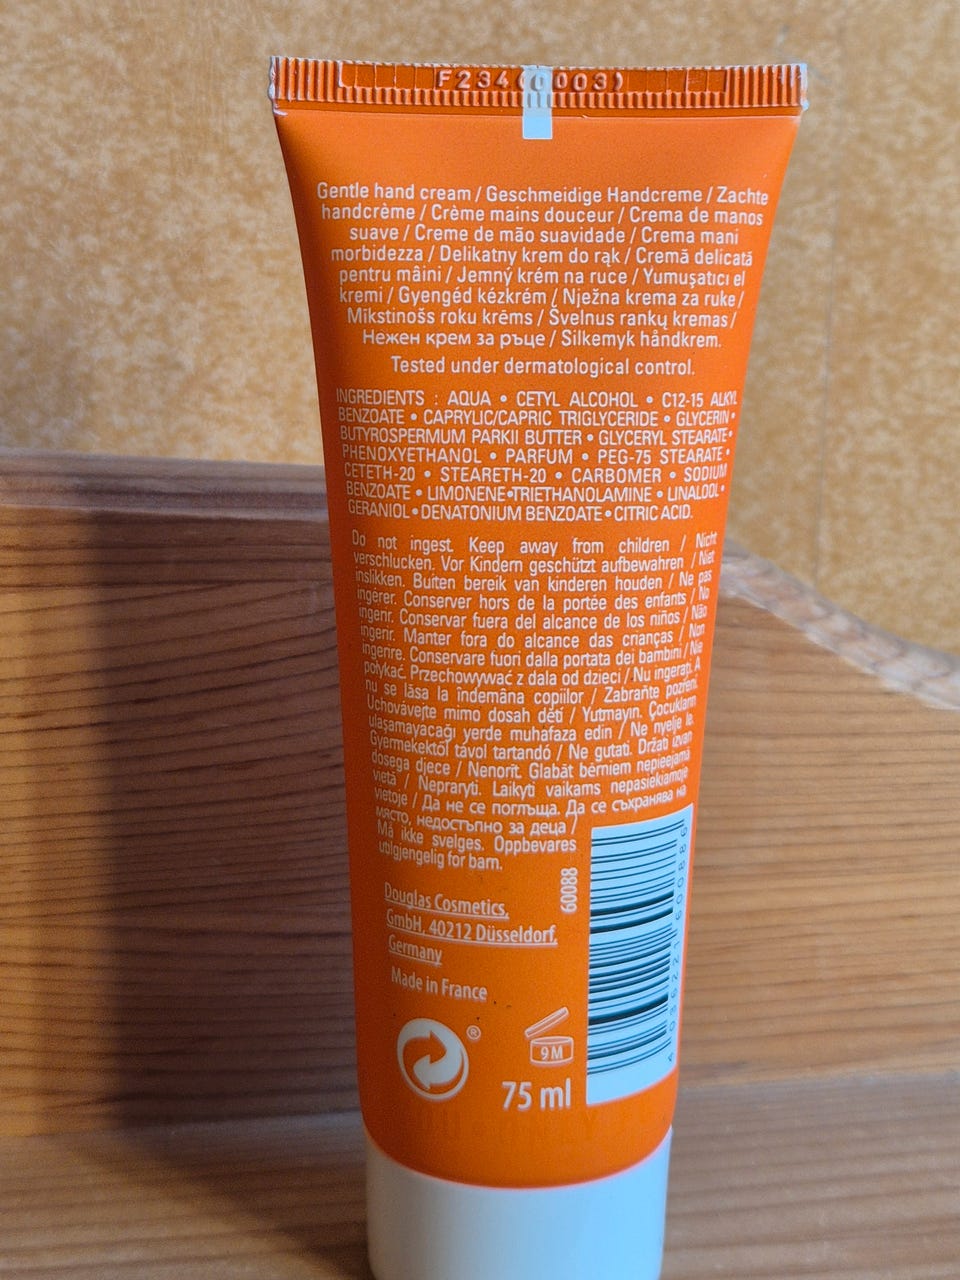 F234(0003)
Gentle hand cream / Geschmeidige Handcreme / Zachte
handcrème / Crème mains douceur / Crema de manos
suave / Creme de mão suavidade / Crema mani
morbidezza / Delikatny krem do rąk / Cremă delicată
pentru mâini / Jemný krém na ruce / Yumuşatıcı el
kremi / Gyengéd kézkrém / Nježna krema za ruke /
Mīkstinošs roku krēms / Švelnus rankų kremas /
Нежен крем за ръце / Silkemyk håndkrem.
Tested under dermatological control.
INGREDIENTS : AQUA • CETYL ALCOHOL • C12-15 ALKYL
BENZOATE • CAPRYLIC/CAPRIC TRIGLYCERIDE • GLYCERIN •
BUTYROSPERMUM PARKII BUTTER • GLYCERYL STEARATE •
PHENOXYETHANOL • PARFUM • PEG-75 STEARATE •
CETETH-20 • STEARETH-20 • CARBOMER • SODIUM
BENZOATE • LIMONENE•TRIETHANOLAMINE • LINALOOL •
GERANIOL • DENATONIUM BENZOATE • CITRIC ACID.
Do not ingest. Keep away from children / Nicht
verschlucken. Vor Kindern geschützt aufbewahren / Niet
inslikken. Buiten bereik van kinderen houden / Ne pas
ingérer. Conserver hors de la portée des enfants / No
ingerir. Conservar fuera del alcance de los niños / Não
ingerir. Manter fora do alcance das crianças / Non
ingerire. Conservare fuori dalla portata dei bambini / Nie
połykać. Przechowywać z dala od dzieci / Nu ingeraţi. A
nu se lăsa la îndemâna copiilor / Zabraňte pozření.
Uchovávejte mimo dosah dětí / Yutmayın. Çocukların
ulaşamayacağı yerde muhafaza edin / Ne nyelje le.
Gyermekektől távol tartandó / Ne gutati. Držati izvan
dosega djece / Nenorīt. Glabāt bērniem nepieejamā
vietā / Nepraryti. Laikyti vaikams nepasiekiamoje
vietoje / Да не се поглъща. Да се съхранява на
място, недостъпно за деца /
Må ikke svelges. Oppbevares
utilgjengelig for barn.
60088
Douglas Cosmetics,
GmbH, 40212 Düsseldorf,
Germany
Made in France
®
9M
75 ml
4 036221 600886